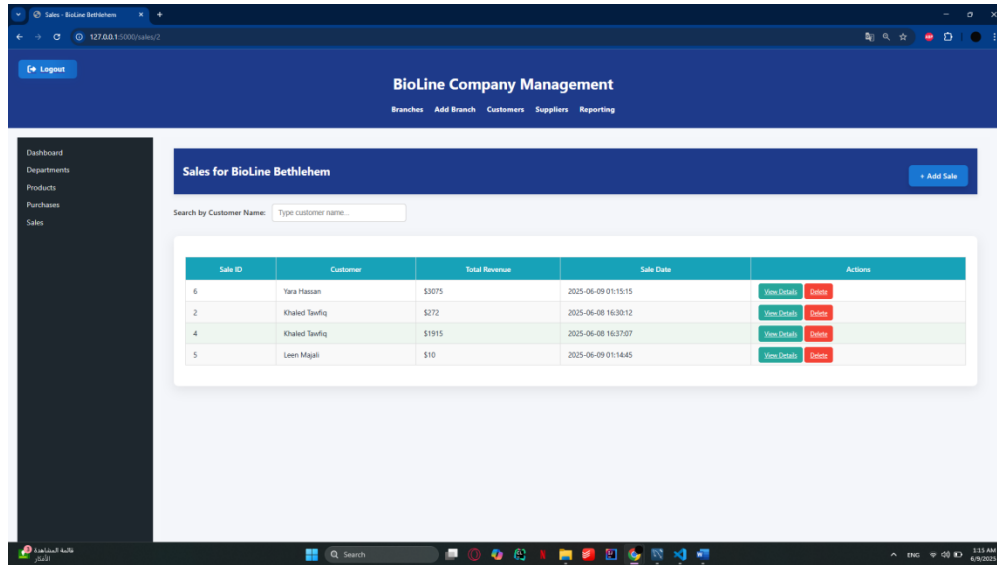 Sales - BioLine Bethlehem
127.0.0.1:5000/sales/2
Logout
BioLine Company Management
Branches Add Branch Customers Suppliers Reporting
Dashboard
Departments
Products
Purchases
Sales
Sales for BioLine Bethlehem
+ Add Sale
Search by Customer Name: Type customer name...
Sale ID Customer Total Revenue Sale Date Actions
6 Yara Hassan $3075 2025-06-09 01:15:15 View Details Delete
2 Khaled Tawfiq $272 2025-06-08 16:30:12 View Details Delete
4 Khaled Tawfiq $1915 2025-06-08 16:37:07 View Details Delete
5 Leen Majali $10 2025-06-09 01:14:45 View Details Delete
قائمة المشاهدة
الأفكار
Search
ENG
1:15 AM
6/9/2025